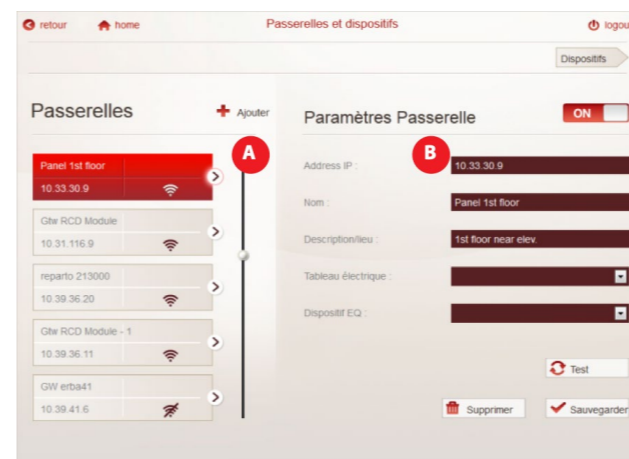 retour home Passerelles et dispositifs logou
Dispositifs
Passerelles Ajouter
A
Panel 1st floor
10.33.30.9
Gtw RCD Module
10.31.116.9
reparto 213000
10.39.36.20
Gtw RCD Module - 1
10.39.36.11
GW erba41
10.39.41.6
Paramètres Passerelle ON
B
Address IP : 10.33.30.9
Nom : Panel 1st floor
Description/lieu : 1st floor near elev.
Tableau électrique :
Dispositif EQ :
Test
Supprimer Sauvegarder